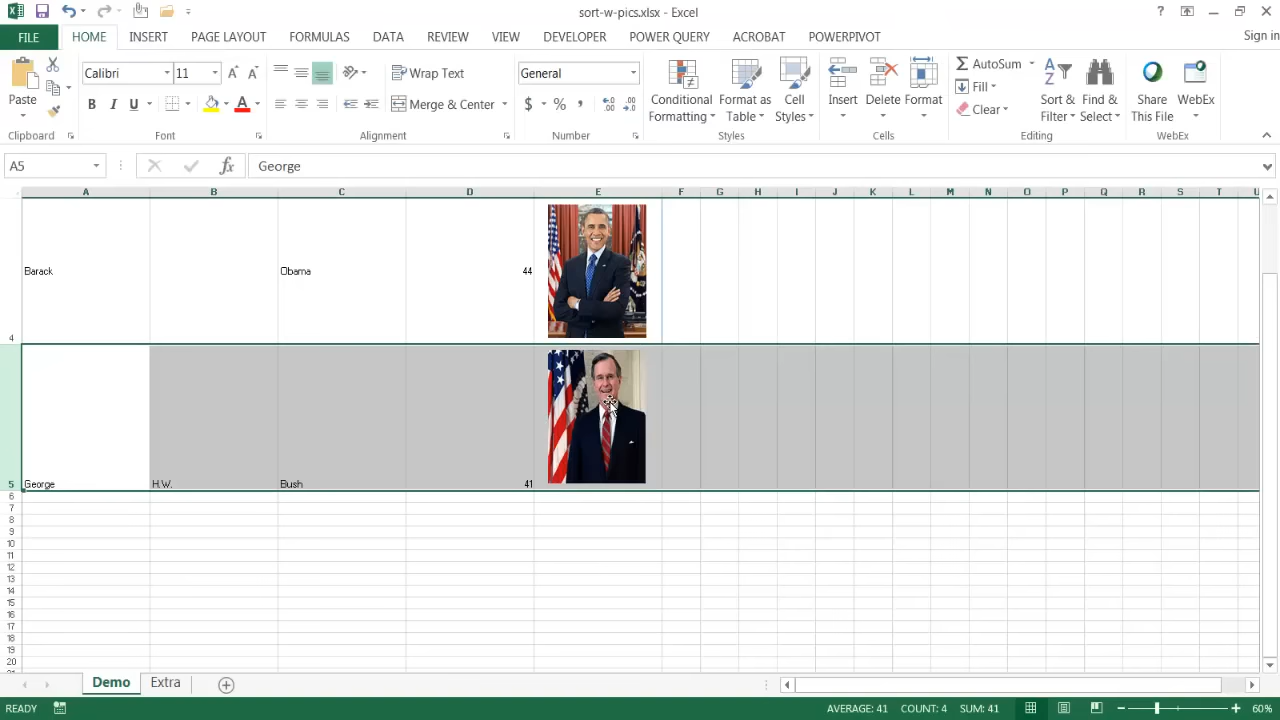 sort-w-pics.xlsx - Excel
? 
FILE HOME INSERT PAGE LAYOUT FORMULAS DATA REVIEW VIEW DEVELOPER POWER QUERY ACROBAT POWERPIVOT Sign in
Paste
Calibri 11
B I U A
Wrap Text
Merge & Center
General
$ % ,
Conditional Formatting
Format as Table
Cell Styles
Insert Delete Format
AutoSum
Fill
Clear
Sort & Filter
Find & Select
Share This File
WebEx
Clipboard Font Alignment Number Styles Cells Editing WebEx
A5 fx George
A B C D E F G H I J K L M N O P Q R S T U
Barack Obama 44
4
5 George H.W. Bush 41
6
7
8
9
10
11
12
13
14
15
16
17
18
19
20
Demo Extra
READY AVERAGE: 41 COUNT: 4 SUM: 41 60%